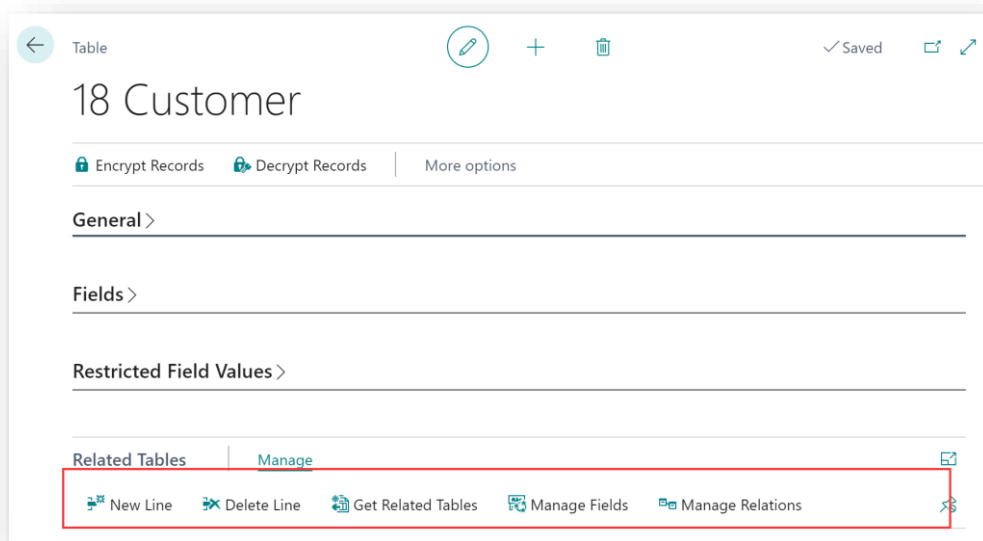 Table
Saved
18 Customer
Encrypt Records Decrypt Records More options
General
Fields
Restricted Field Values
Related Tables Manage
New Line Delete Line Get Related Tables Manage Fields Manage Relations